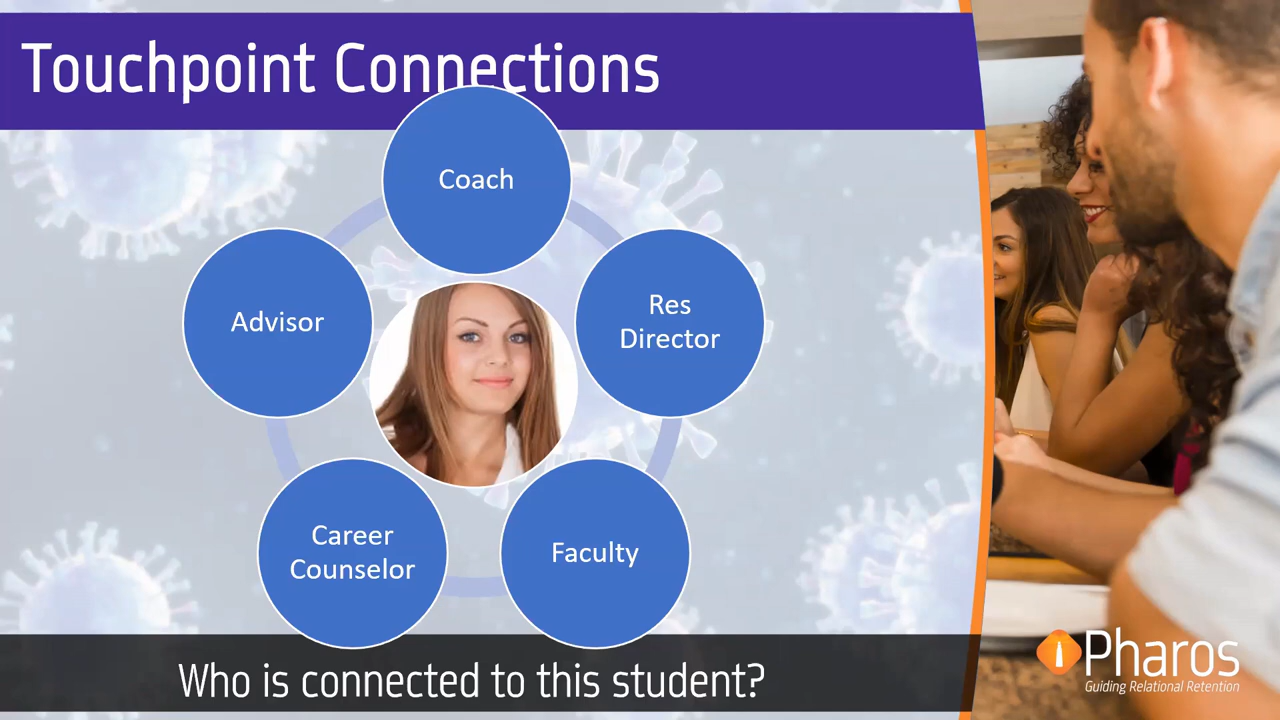 Touchpoint Connections
Coach
Advisor
Res
Director
Career
Counselor
Faculty
Who is connected to this student?
Pharos
Guiding Relational Retention